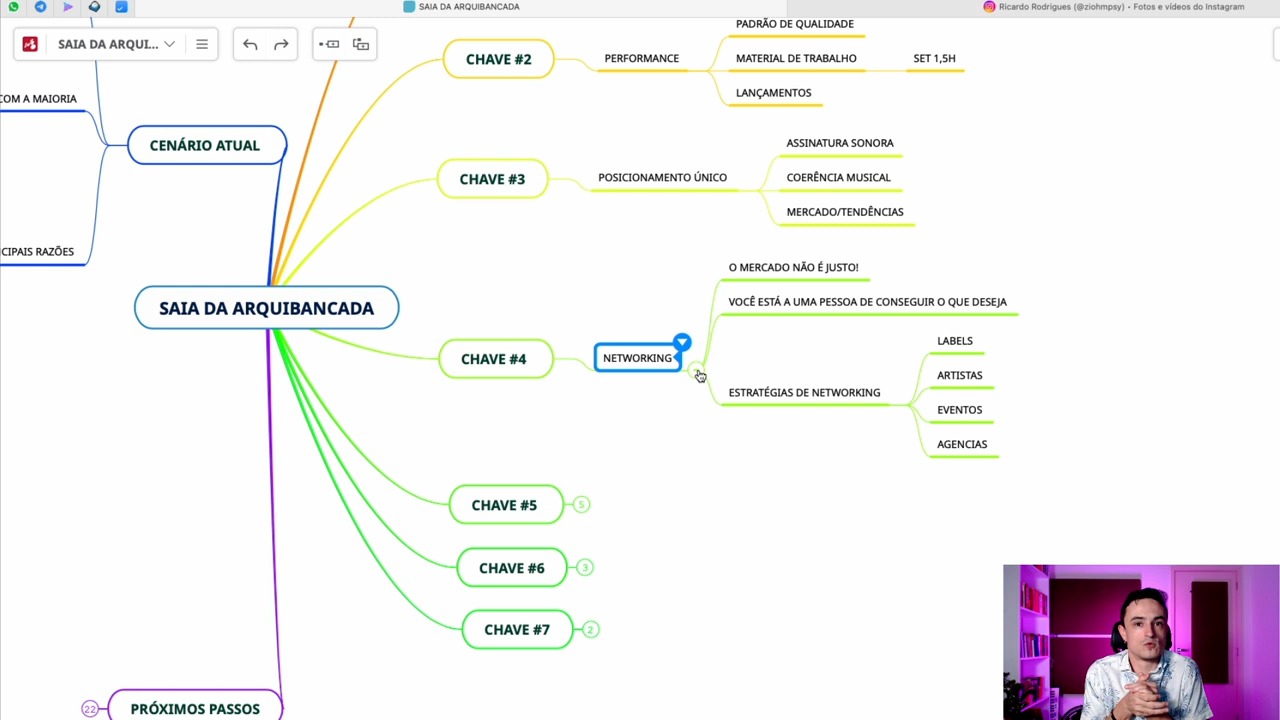 SAIA DA ARQUIBANCADA
Ricardo Rodrigues (@ziohmpsy) • Fotos e vídeos do Instagram
SAIA DA ARQUI...
COM A MAIORIA
CENÁRIO ATUAL
CIPAIS RAZÕES
SAIA DA ARQUIBANCADA
CHAVE #2
PERFORMANCE
PADRÃO DE QUALIDADE
MATERIAL DE TRABALHO
SET 1,5H
LANÇAMENTOS
CHAVE #3
POSICIONAMENTO ÚNICO
ASSINATURA SONORA
COERÊNCIA MUSICAL
MERCADO/TENDÊNCIAS
CHAVE #4
NETWORKING
O MERCADO NÃO É JUSTO!
VOCÊ ESTÁ A UMA PESSOA DE CONSEGUIR O QUE DESEJA
ESTRATÉGIAS DE NETWORKING
LABELS
ARTISTAS
EVENTOS
AGENCIAS
CHAVE #5
5
CHAVE #6
3
CHAVE #7
2
22
PRÓXIMOS PASSOS